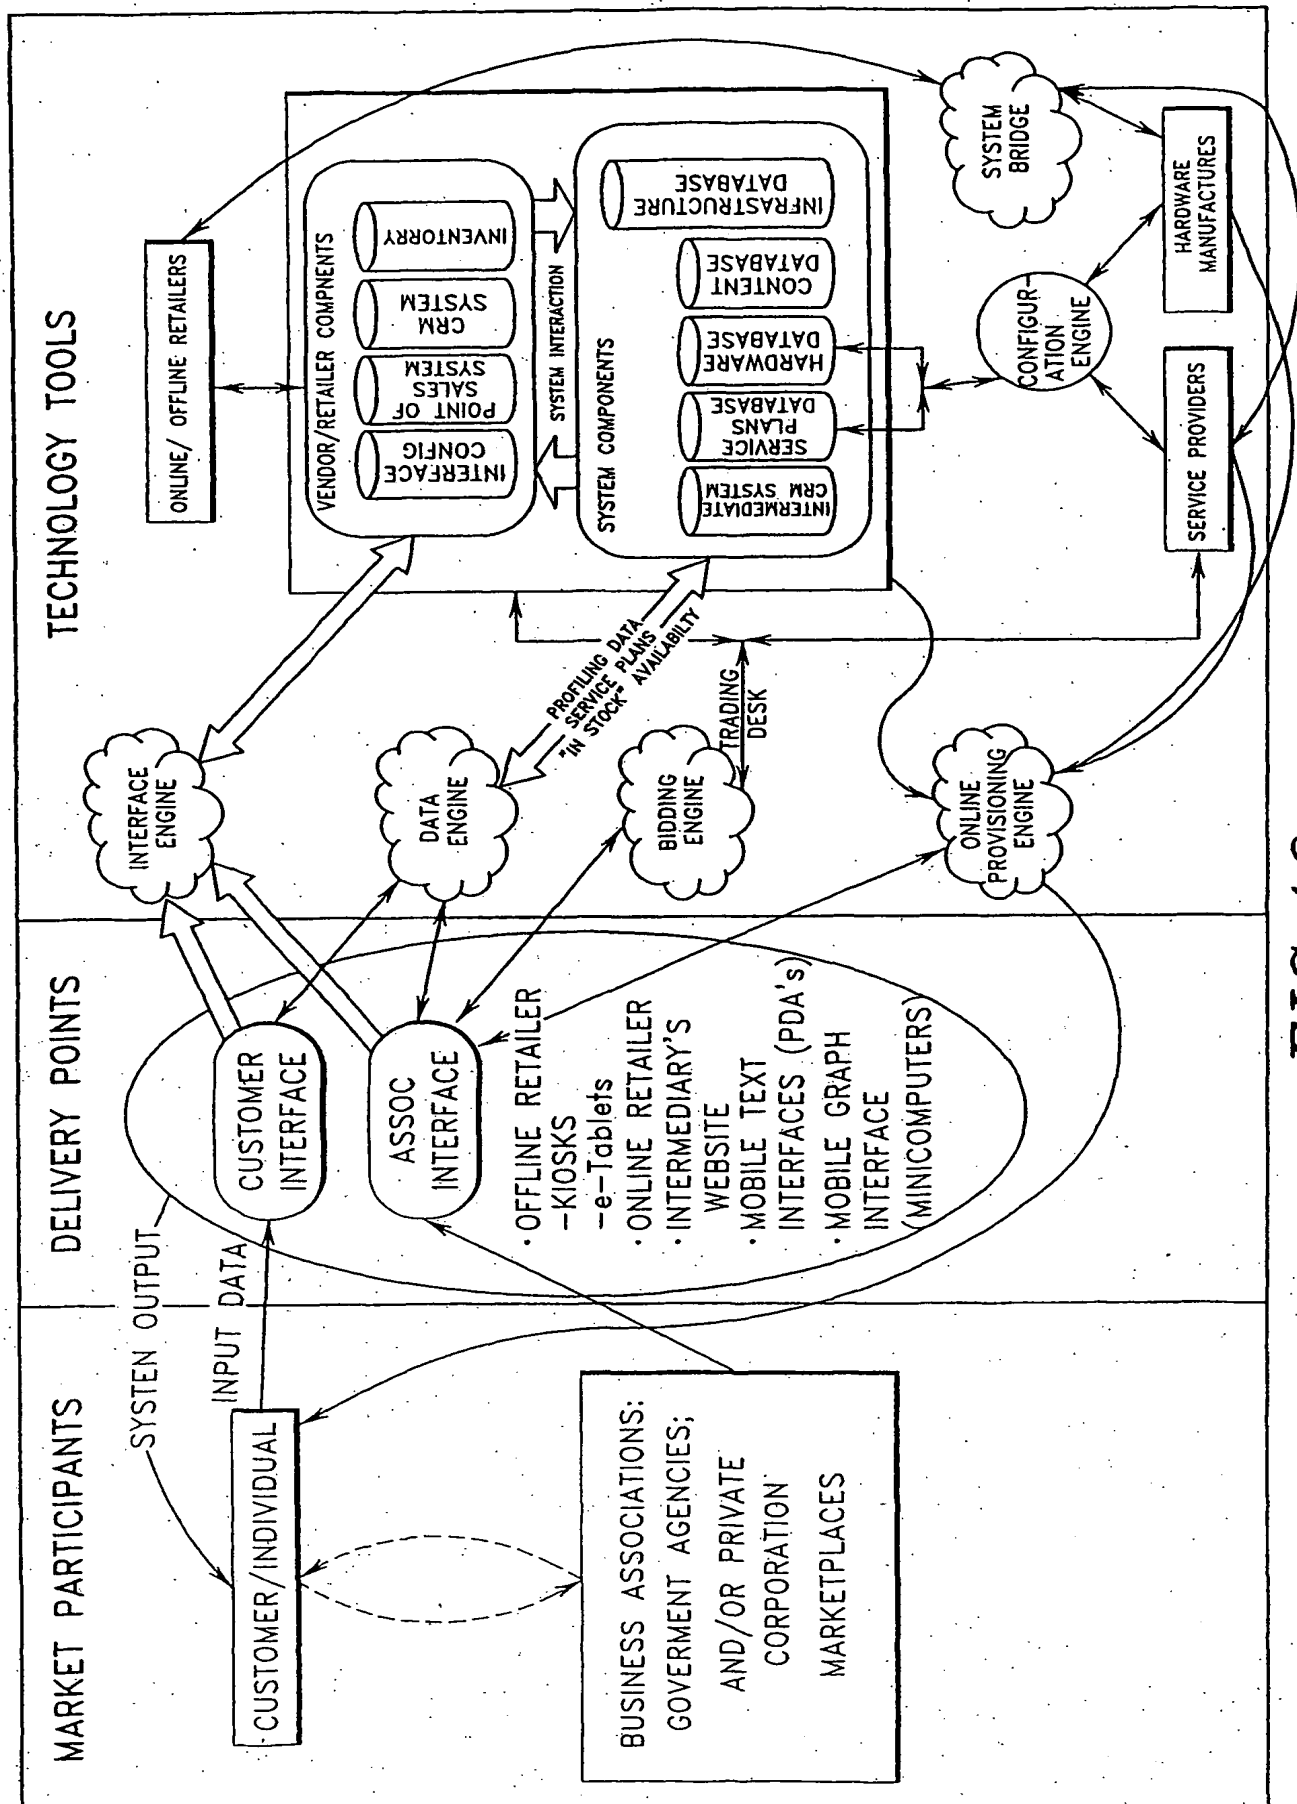 MARKET PARTICIPANTS
DELIVERY POINTS
TECHNOLOGY TOOLS
SYSTEN OUTPUT
INPUT DATA
CUSTOMER/INDIVIDUAL
BUSINESS ASSOCIATIONS:
GOVERMENT AGENCIES;
AND/OR PRIVATE
CORPORATION
MARKETPLACES
CUSTOMER
INTERFACE
ASSOC
INTERFACE
·OFFLINE RETAILER
-KIOSKS
-e-Tablets
·ONLINE RETAILER
·INTERMEDIARY'S
WEBSITE
·MOBILE TEXT
INTERFACES (PDA's)
·MOBILE GRAPH
INTERFACE
(MINICOMPUTERS)
INTERFACE
ENGINE
DATA
ENGINE
BIDDING
ENGINE
ONLINE
PROVISIONING
ENGINE
PROFILING DATA
SERVICE PLANS
"IN STOCK" AVAILABILTY
TRADING
DESK
ONLINE/ OFFLINE RETAILERS
VENDOR/RETAILER COMPONENTS
INTERFACE
CONFIG
POINT OF
SALES
SYSTEM
CRM
SYSTEM
INVENTORRY
SYSTEM INTERACTION
SYSTEM COMPONENTS
INTERMEDIATE
CRM SYSTEM
SERVICE
PLANS
DATABASE
HARDWARE
DATABASE
CONTENT
DATABASE
INFRASTRUCTURE
DATABASE
CONFIGUR-
ATION
ENGINE
SYSTEM
BRIDGE
SERVICE PROVIDERS
HARDWARE
MANUFACTURES